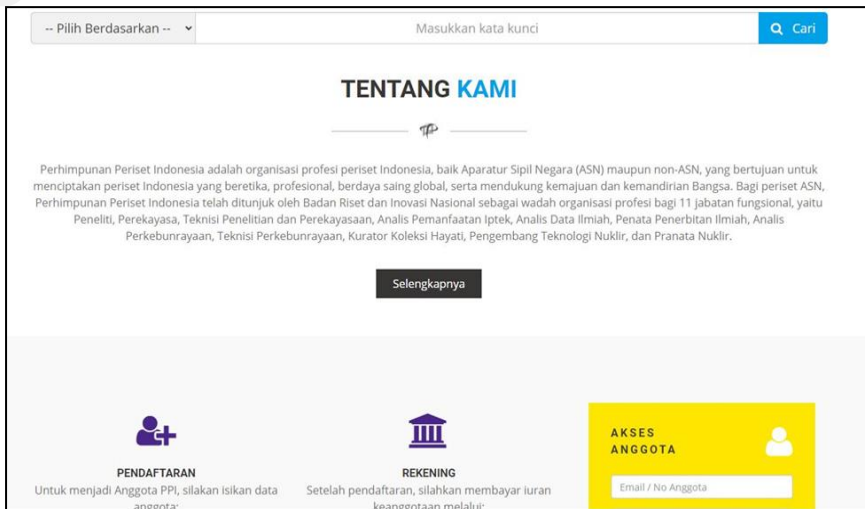 -- Pilih Berdasarkan --
Masukkan kata kunci
Cari
TENTANG KAMI
Perhimpunan Periset Indonesia adalah organisasi profesi periset Indonesia, baik Aparatur Sipil Negara (ASN) maupun non-ASN, yang bertujuan untuk
menciptakan periset Indonesia yang beretika, profesional, berdaya saing global, serta mendukung kemajuan dan kemandirian Bangsa. Bagi periset ASN,
Perhimpunan Periset Indonesia telah ditunjuk oleh Badan Riset dan Inovasi Nasional sebagai wadah organisasi profesi bagi 11 jabatan fungsional, yaitu
Peneliti, Perekayasa, Teknisi Penelitian dan Perekayasaan, Analis Pemanfaatan Iptek, Analis Data Ilmiah, Penata Penerbitan Ilmiah, Analis
Perkebunrayaan, Teknisi Perkebunrayaan, Kurator Koleksi Hayati, Pengembang Teknologi Nuklir, dan Pranata Nuklir.
Selengkapnya
PENDAFTARAN
Untuk menjadi Anggota PPI, silakan isikan data
anggota:
REKENING
Setelah pendaftaran, silahkan membayar iuran
keanggotaan melalui:
AKSES
ANGGOTA
Email / No Anggota